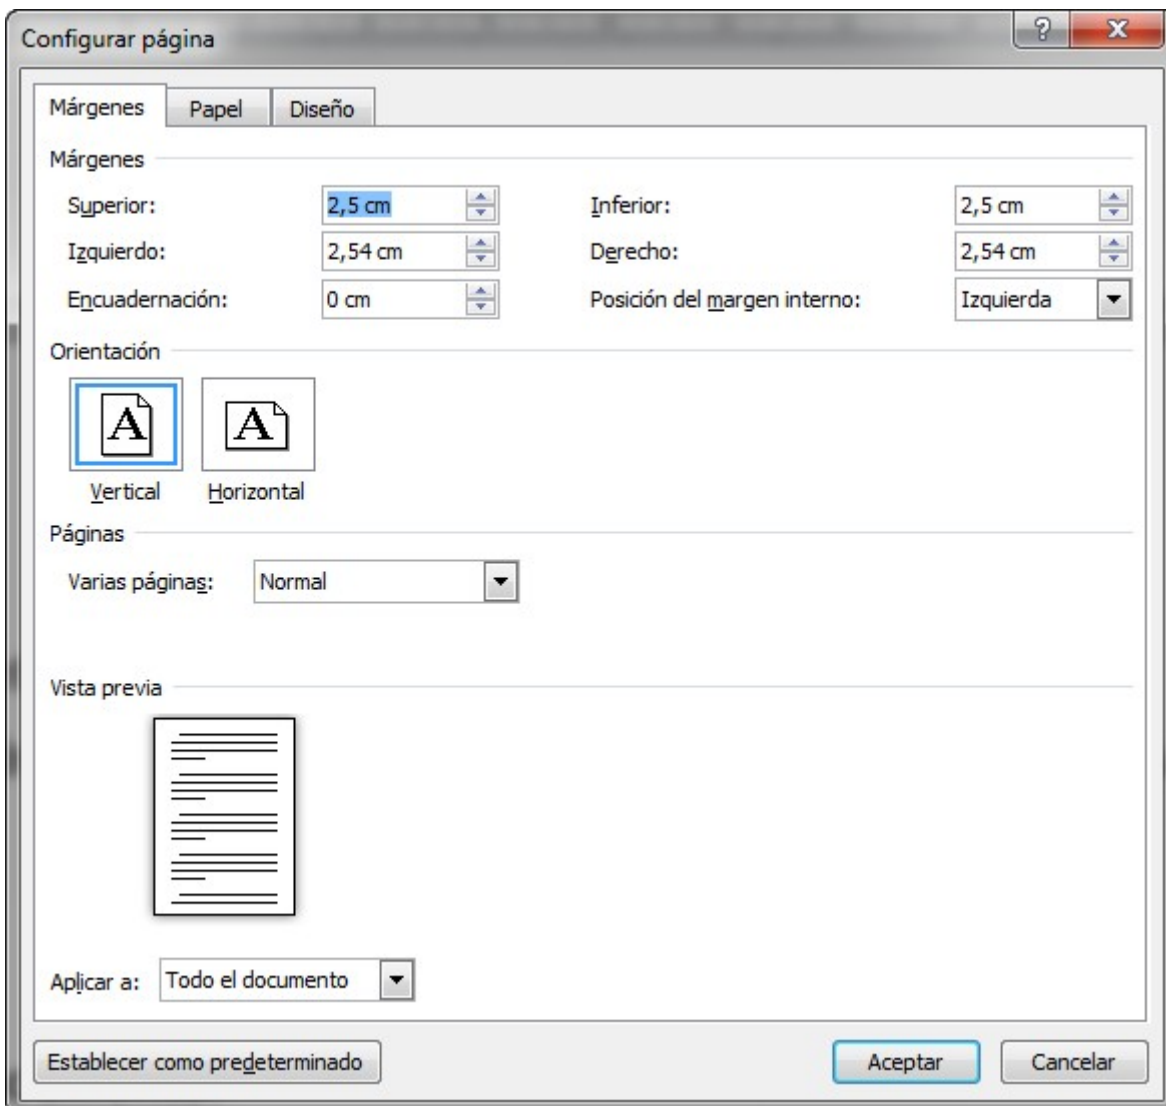 Configurar página
Márgenes Papel Diseño
Márgenes
Superior: 2,5 cm Inferior: 2,5 cm
Izquierdo: 2,54 cm Derecho: 2,54 cm
Encuadernación: 0 cm Posición del margen interno: Izquierda
Orientación
A A
Vertical Horizontal
Páginas
Varias páginas: Normal
Vista previa
Aplicar a: Todo el documento
Establecer como predeterminado Aceptar Cancelar